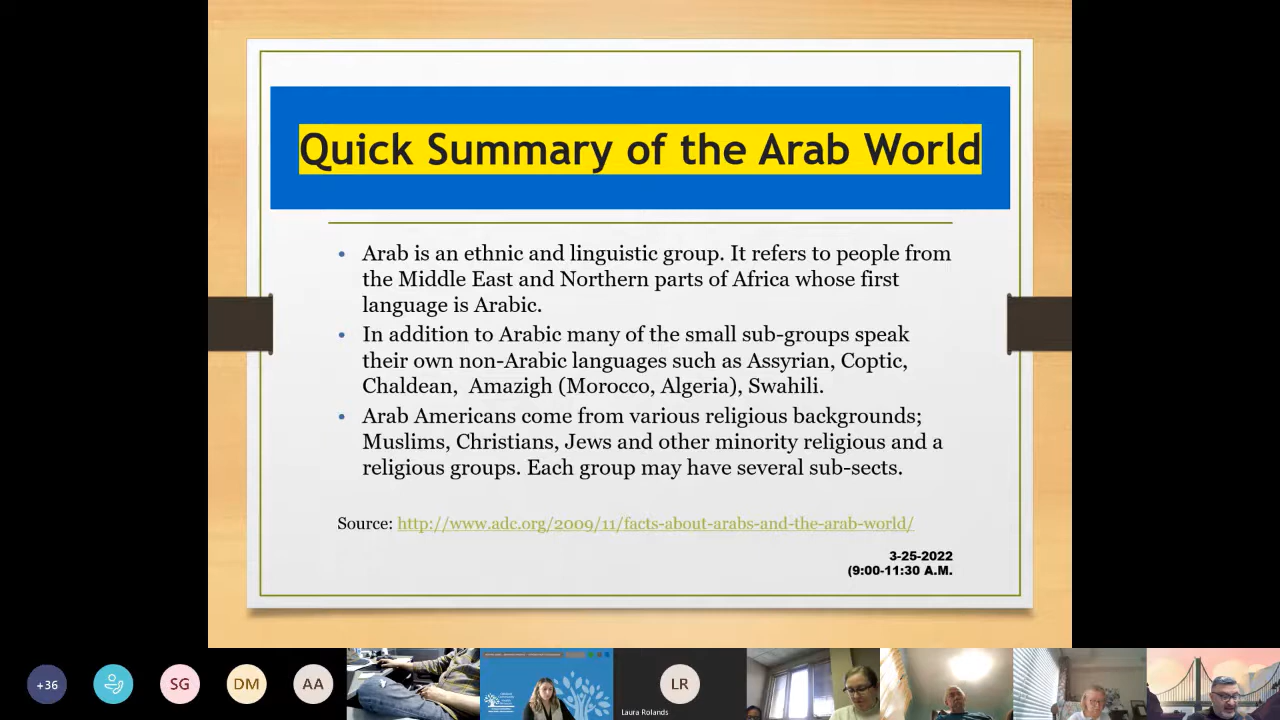 Quick Summary of the Arab World
• Arab is an ethnic and linguistic group. It refers to people from
the Middle East and Northern parts of Africa whose first
language is Arabic.
• In addition to Arabic many of the small sub-groups speak
their own non-Arabic languages such as Assyrian, Coptic,
Chaldean, Amazigh (Morocco, Algeria), Swahili.
• Arab Americans come from various religious backgrounds;
Muslims, Christians, Jews and other minority religious and a
religious groups. Each group may have several sub-sects.
Source: http://www.adc.org/2009/11/facts-about-arabs-and-the-arab-world/
3-25-2022
(9:00-11:30 A.M.
+36
SG
DM
AA
LR
Laura Rolands